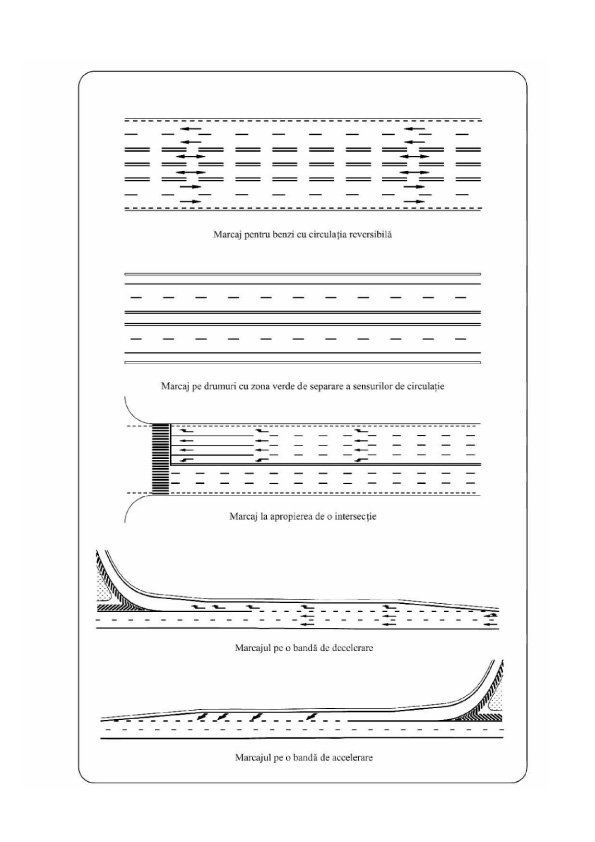 Marcaj pentru benzi cu circulația reversibilă
Marcaj pe drumuri cu zona verde de separare a sensurilor de circulație
Marcaj la apropierea de o intersecție
Marcajul pe o bandă de decelerare
Marcajul pe o bandă de accelerare